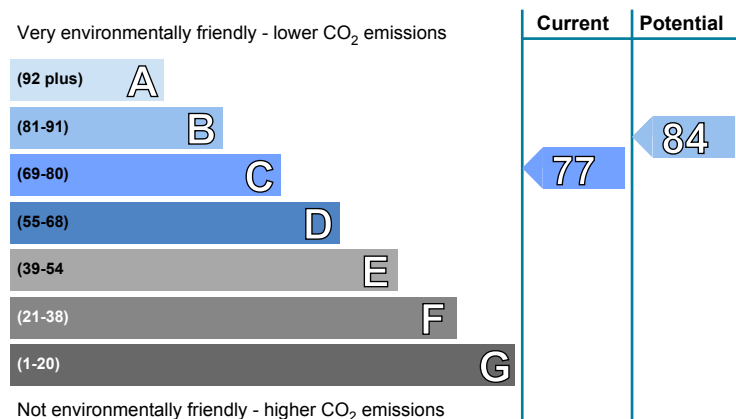 Very environmentally friendly - lower CO2 emissions
Current
Potential
(92 plus) A
(81-91) B
(69-80) C
(55-68) D
(39-54 E
(21-38) F
(1-20) G
77
84
Not environmentally friendly - higher CO2 emissions